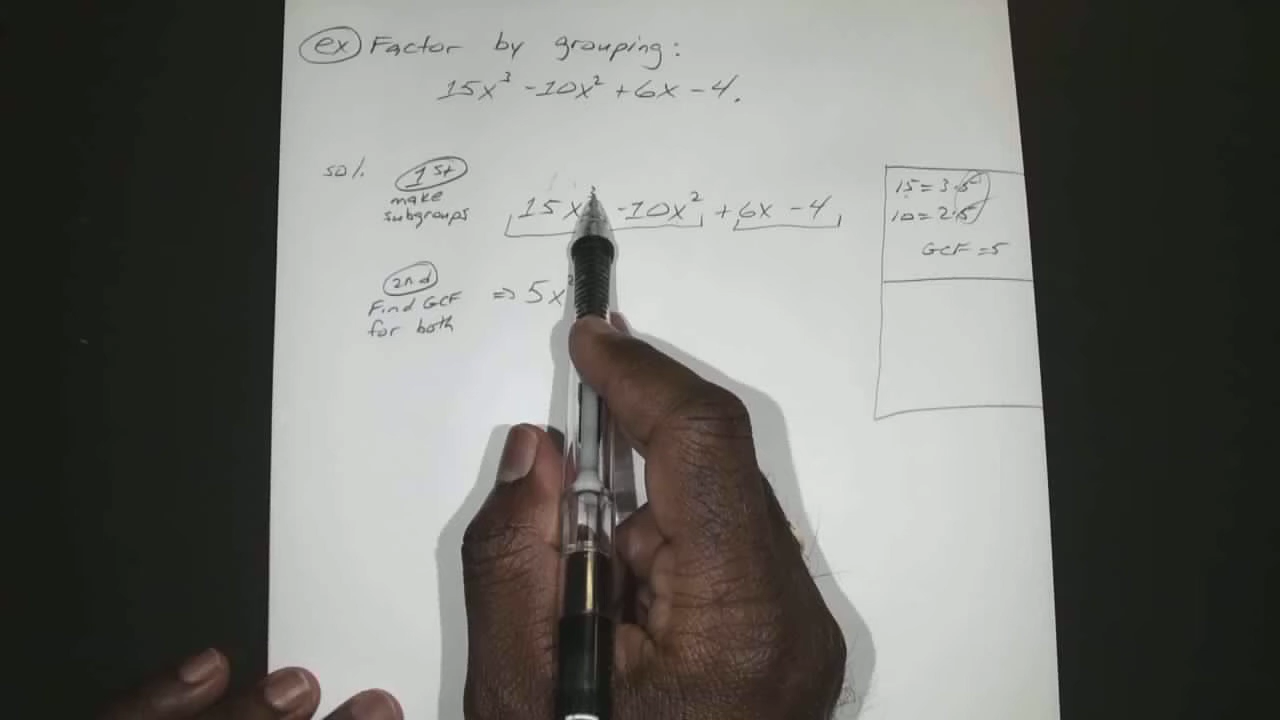 ex Factor by grouping:
15x³ -10x² +6x -4.
sol.
1st
make
subgroups
15x³ -10x² +6x -4
2nd
Find GCF
for both
⇒ 5x²
15=3·5
10=2·5
GCF =5